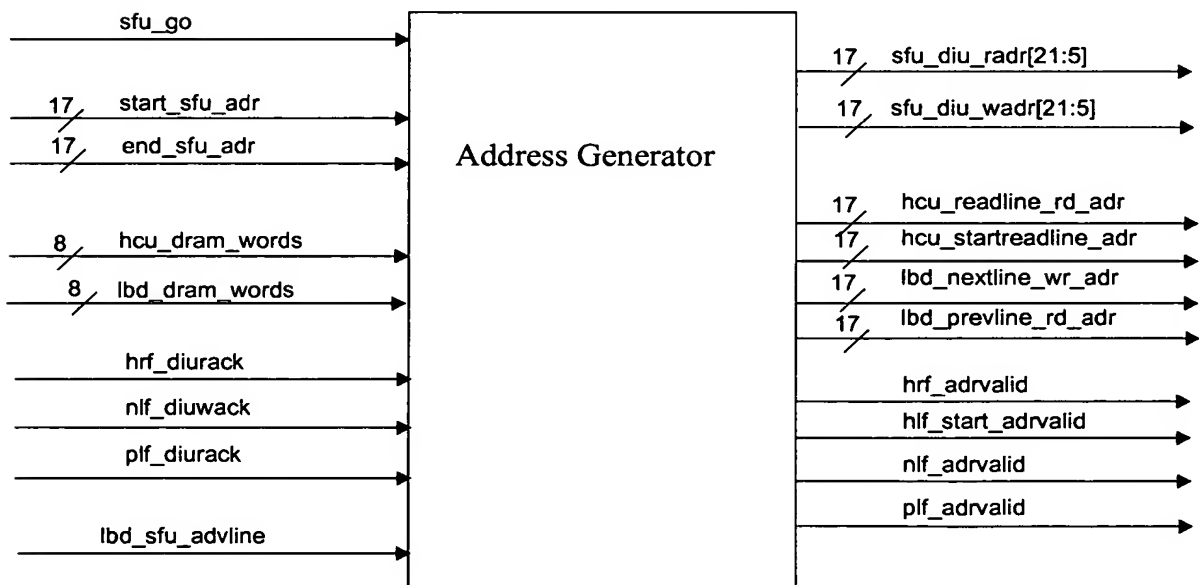 sfu_go
17 start_sfu_adr
17 end_sfu_adr
8 hcu_dram_words
8 lbd_dram_words
hrf_diurack
nlf_diuwack
plf_diurack
lbd_sfu_advline
Address Generator
17 sfu_diu_radr[21:5]
17 sfu_diu_wadr[21:5]
17 hcu_readline_rd_adr
17 hcu_startreadline_adr
17 lbd_nextline_wr_adr
17 lbd_prevline_rd_adr
hrf_adrvalid
hlf_start_adrvalid
nlf_adrvalid
plf_adrvalid